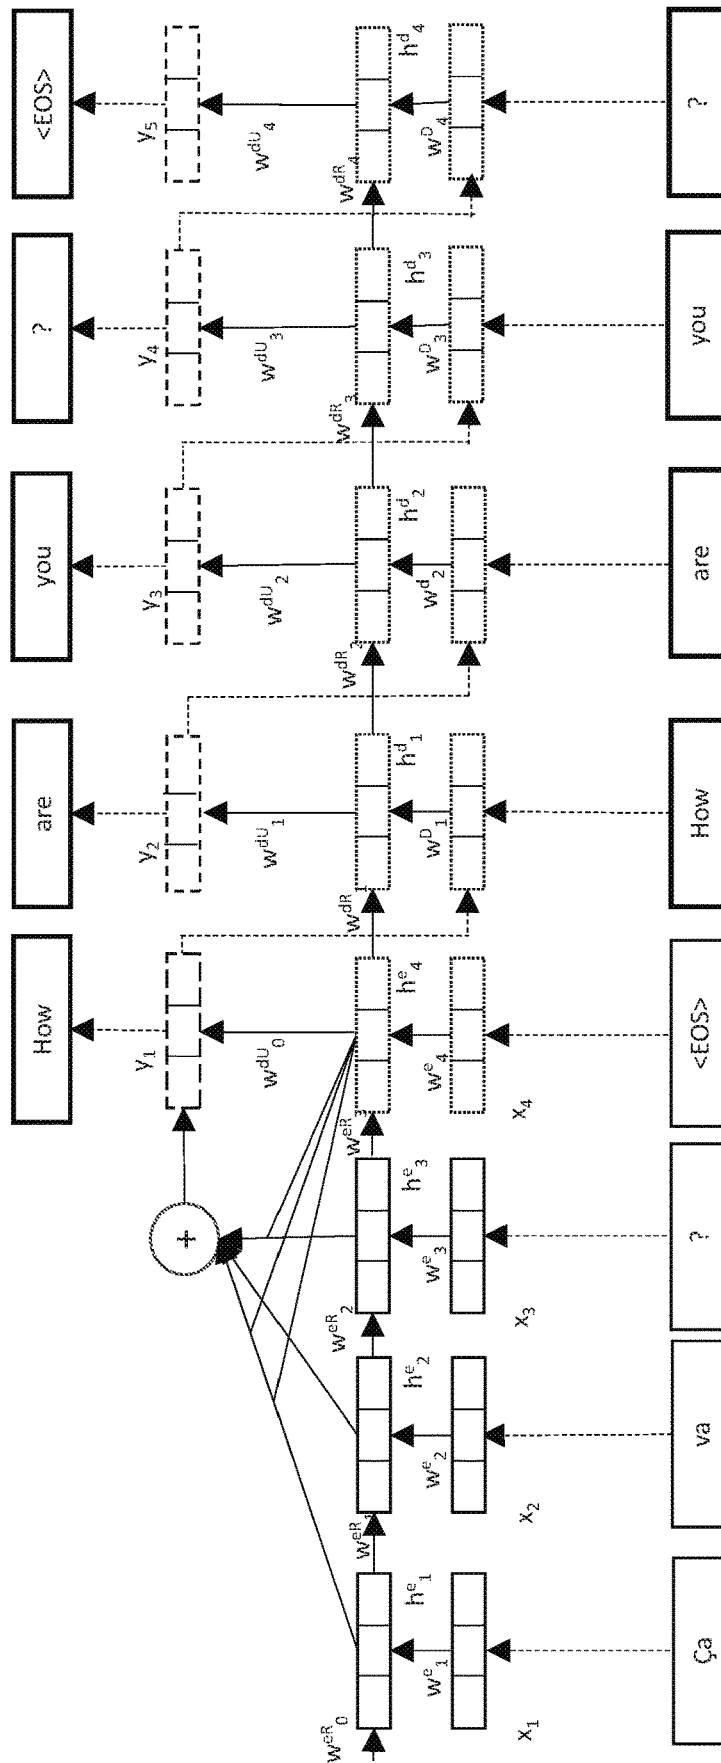 How
are
you
?
<EOS>
y₁
y₂
y₃
y₄
y₅
+
w^dU_0
w^dU_1
w^dU_2
w^dU_3
w^dU_4
w^eR_0
w^eR_1
w^eR_2
w^eR_3
w^dR_1
w^dR_2
w^dR_3
w^dR_4
h^e_1
h^e_2
h^e_3
h^e_4
h^d_1
h^d_2
h^d_3
h^d_4
w^e_1
w^e_2
w^e_3
w^e_4
w^D_1
w^d_2
w^D_3
w^D_4
x₁
x₂
x₃
x₄
Ça
va
?
<EOS>
How
are
you
?